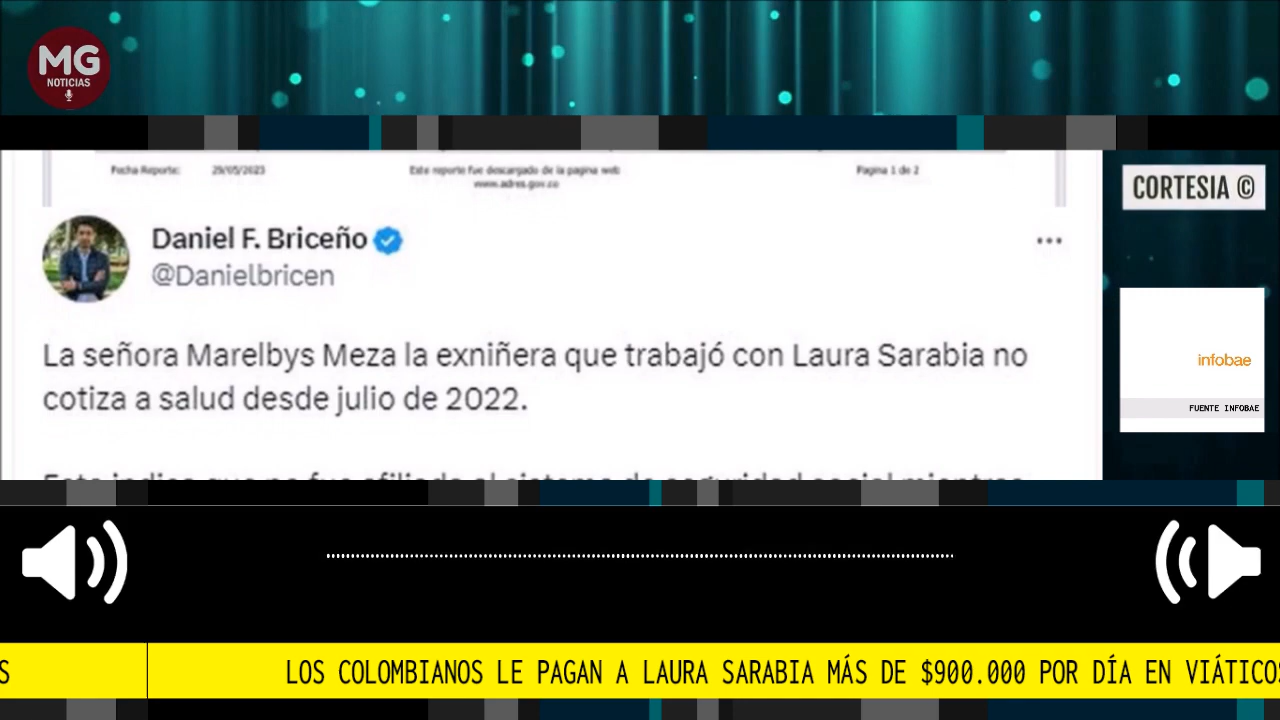 MG
NOTICIAS
Fecha Reporte: 29/05/2023 Este reporte fue descargado de la pagina web Pagina 1 de 2
www.adres.gov.co
CORTESIA ©
Daniel F. Briceño
@Danielbricen
La señora Marelbys Meza la exniñera que trabajó con Laura Sarabia no
cotiza a salud desde julio de 2022.
infobae
FUENTE INFOBAE
S LOS COLOMBIANOS LE PAGAN A LAURA SARABIA MÁS DE $900.000 POR DÍA EN VIÁTICOS